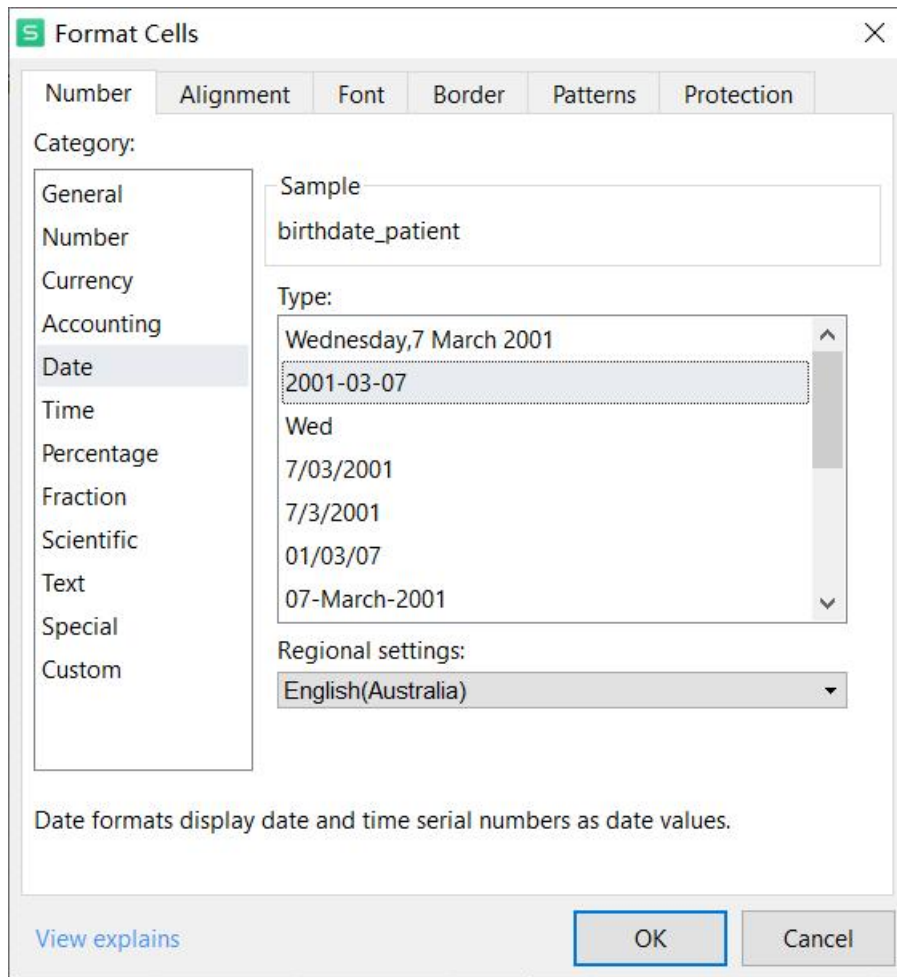 S Format Cells
Number Alignment Font Border Patterns Protection
Category:
General
Number
Currency
Accounting
Date
Time
Percentage
Fraction
Scientific
Text
Special
Custom
Sample
birthdate_patient
Type:
Wednesday,7 March 2001
2001-03-07
Wed
7/03/2001
7/3/2001
01/03/07
07-March-2001
Regional settings:
English(Australia)
Date formats display date and time serial numbers as date values.
View explains OK Cancel